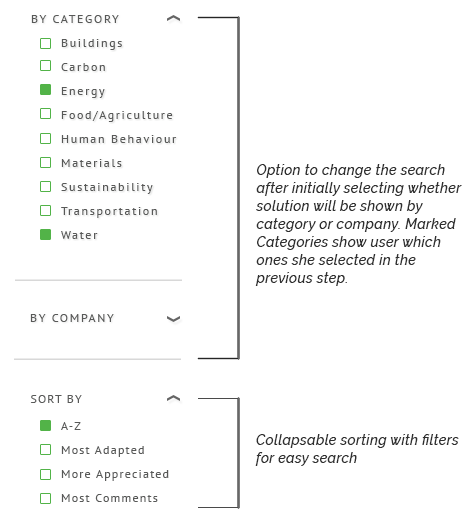 BY CATEGORY
Buildings
Carbon
Energy
Food/Agriculture
Human Behaviour
Materials
Sustainability
Transportation
Water
BY COMPANY
Option to change the search
after initially selecting whether
solution will be shown by
category or company. Marked
Categories show user which
ones she selected in the
previous step.
SORT BY
A-Z
Most Adapted
More Appreciated
Most Comments
Collapsable sorting with filters
for easy search